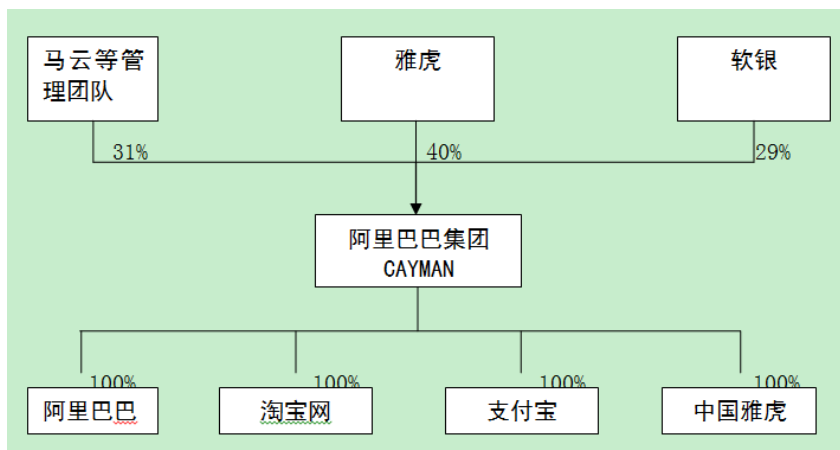 马云等管
理团队
雅虎
软银
31%
40%
29%
阿里巴巴集团
CAYMAN
100%
100%
100%
100%
阿里巴巴
淘宝网
支付宝
中国雅虎